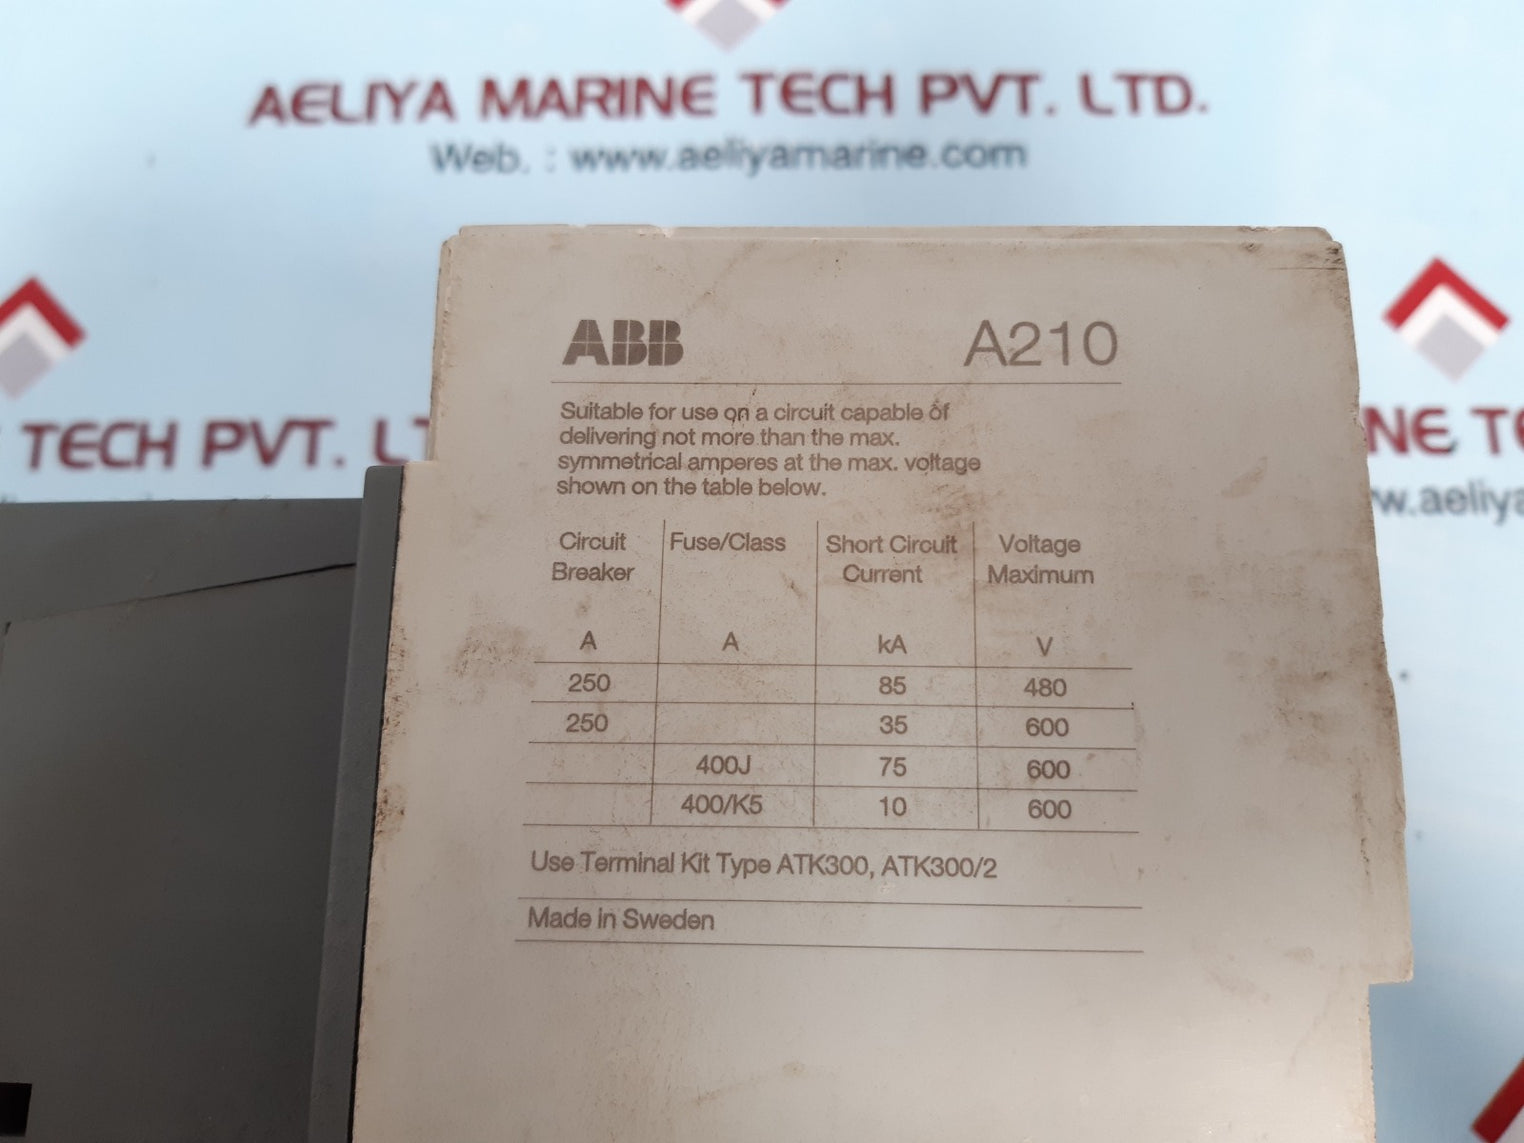 AELIYA MARINE TECH PVT. LTD.
Web. : www.aeliyamarine.com
TECH PVT. LT
NE TE
w.aeliya
ABB A210
Suitable for use on a circuit capable of
delivering not more than the max.
symmetrical amperes at the max. voltage
shown on the table below.
Circuit Fuse/Class Short Circuit Voltage
Breaker Current Maximum
A A kA V
250 85 480
250 35 600
400J 75 600
400/K5 10 600
Use Terminal Kit Type ATK300, ATK300/2
Made in Sweden